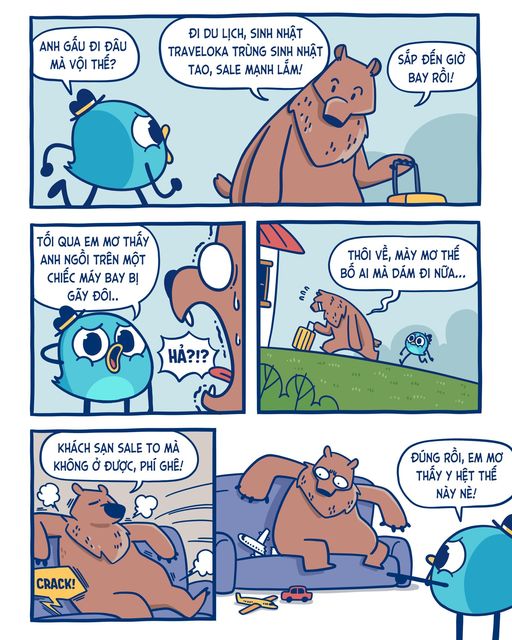 ANH GẤU ĐI ĐÂU
MÀ VỘI THẾ?
ĐI DU LỊCH, SINH NHẬT
TRAVELOKA TRÙNG SINH NHẬT
TAO, SALE MẠNH LẮM!
SẮP ĐẾN GIỜ
BAY RỒI!
TỐI QUA EM MƠ THẤY
ANH NGỒI TRÊN MỘT
CHIẾC MÁY BAY BỊ
GÃY ĐÔI..
HẢ?!?
THÔI VỀ, MÀY MƠ THẾ
BỐ AI MÀ DÁM ĐI NỮA...
KHÁCH SẠN SALE TO MÀ
KHÔNG Ở ĐƯỢC, PHÍ GHÊ!
CRACK!
ĐÚNG RỒI, EM MƠ
THẤY Y HỆT THẾ
NÀY NÈ!